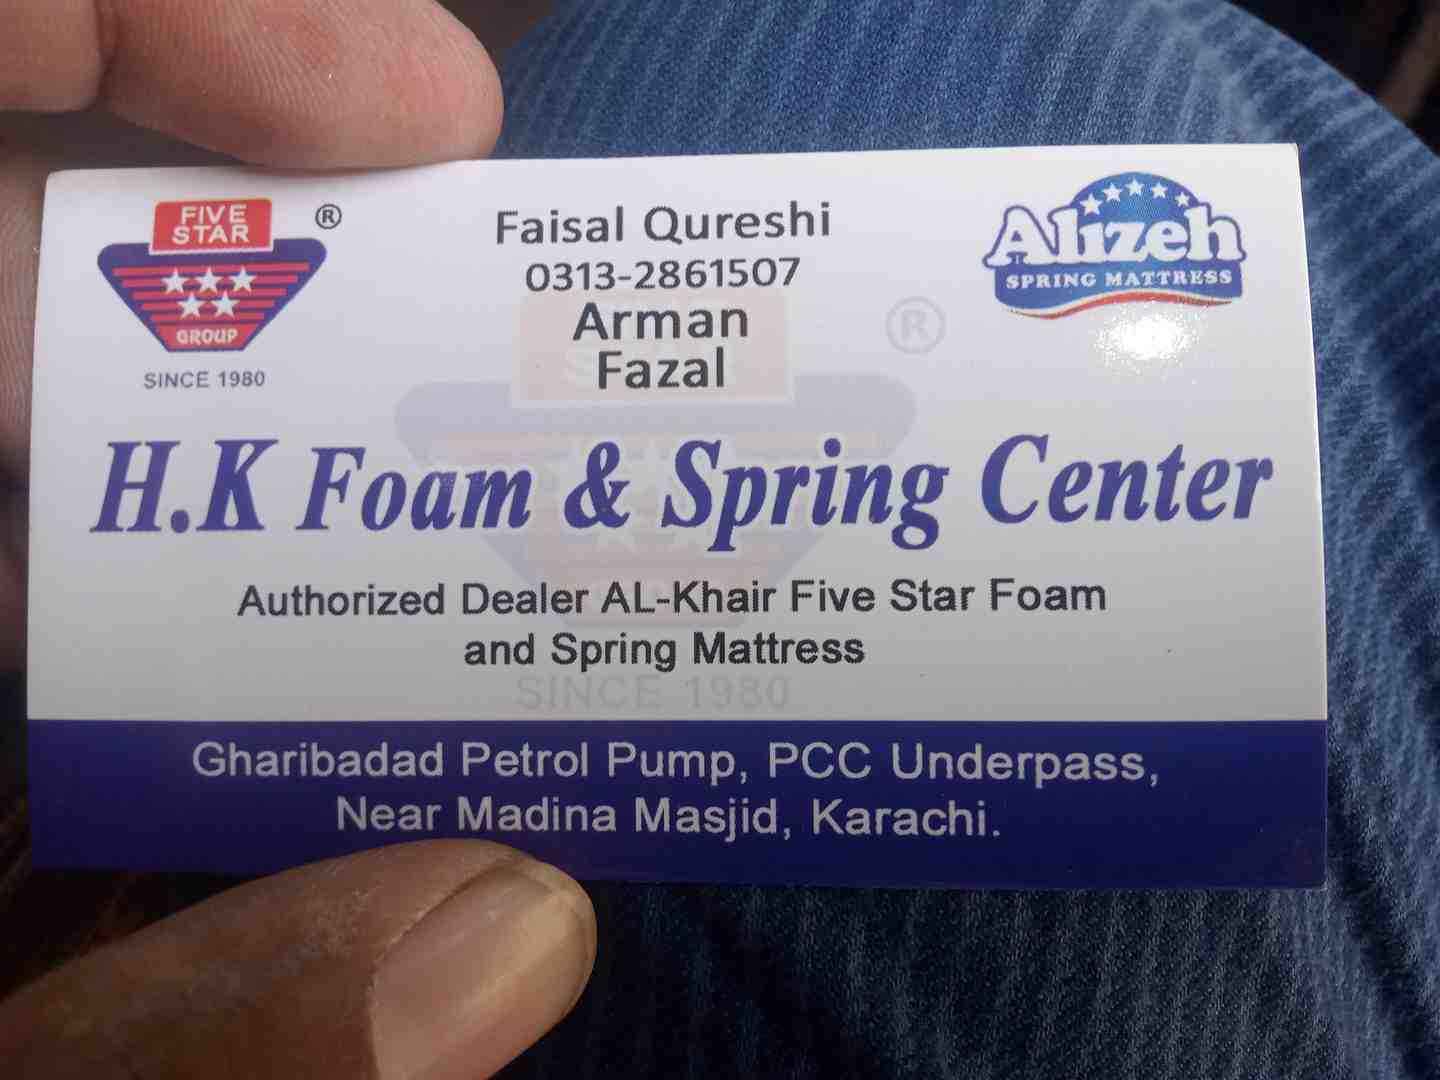 FIVE
STAR
GROUP
®
SINCE 1980
Faisal Qureshi
0313-2861507
Arman
Fazal
Alizeh
SPRING MATTRESS
®
H.K Foam & Spring Center
Authorized Dealer AL-Khair Five Star Foam
and Spring Mattress
SINCE 1980
Gharibadad Petrol Pump, PCC Underpass,
Near Madina Masjid, Karachi.